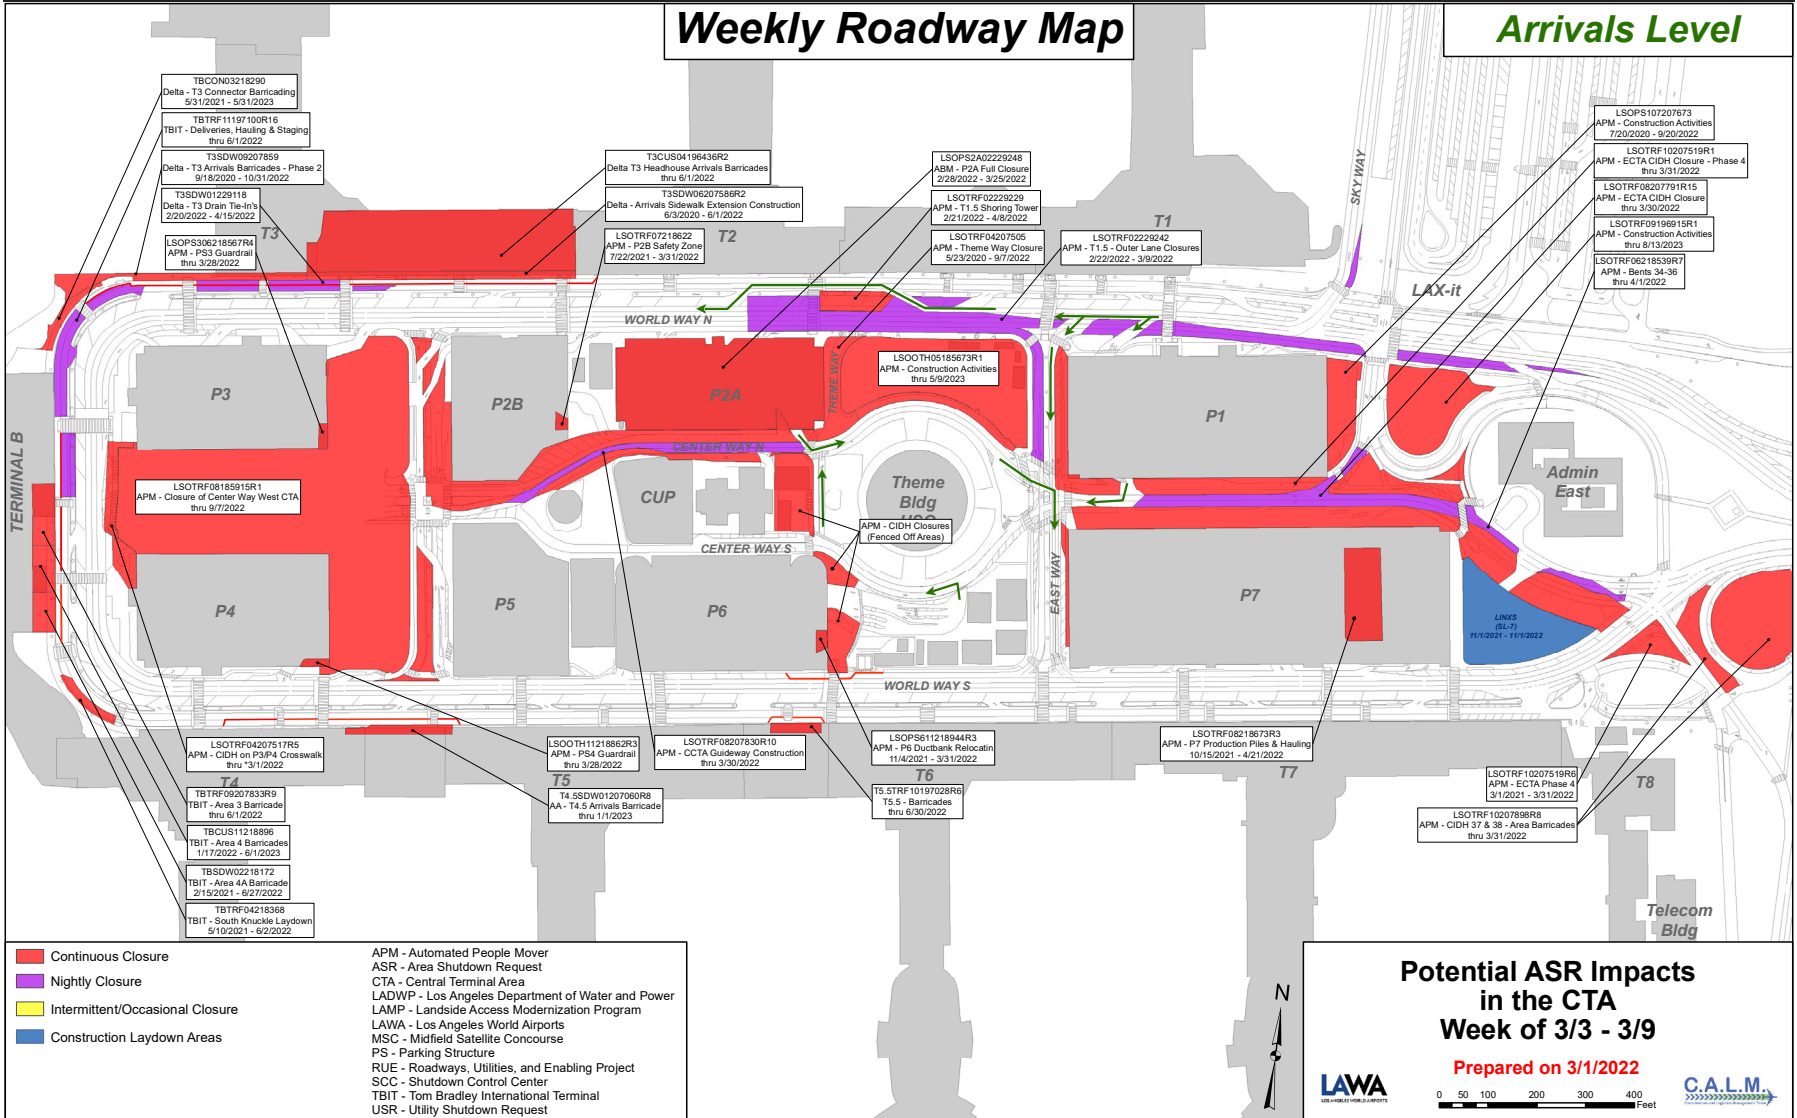 Weekly Roadway Map
Arrivals Level
TBCON03218290
Delta - T3 Connector Barricading
5/31/2021 - 5/31/2023
TBTRF11197100R16
TBIT - Deliveries, Hauling & Staging
thru 6/1/2022
T3SDW09207859
Delta - T3 Arrivals Barricades - Phase 2
9/18/2020 - 10/31/2022
T3SDW01229118
Delta - T3 Drain Tie-In's
2/20/2022 - 4/15/2022
LSOPS306218567R4
APM - PS3 Guardrail
thru 3/28/2022
T3CUS04196436R2
Delta T3 Headhouse Arrivals Barricades
thru 6/1/2022
T3SDW06207586R2
Delta - Arrivals Sidewalk Extension Construction
6/3/2020 - 6/1/2022
LSOTRF07218622
APM - P2B Safety Zone
7/22/2021 - 3/31/2022
LSOPS2A02229248
ABM - P2A Full Closure
2/28/2022 - 3/25/2022
LSOTRF02229229
APM - T1.5 Shoring Tower
2/21/2022 - 4/8/2022
LSOTRF04207505
APM - Theme Way Closure
5/23/2020 - 9/7/2022
LSOTRF02229242
APM - T1.5 - Outer Lane Closures
2/22/2022 - 3/9/2022
LSOPS107207673
APM - Construction Activities
7/20/2020 - 9/20/2022
LSOTRF10207519R1
APM - ECTA CIDH Closure - Phase 4
thru 3/31/2022
LSOTRF08207791R15
APM - ECTA CIDH Closure
thru 3/30/2022
LSOTRF09196915R1
APM - Construction Activities
thru 8/13/2023
LSOTRF06218539R7
APM - Bents 34-36
thru 4/1/2022
T3
T2
T1
SKY WAY
LAX-it
WORLD WAY N
THEME WAY
LSOOTH05185673R1
APM - Construction Activities
thru 5/9/2023
P3
P2B
P2A
P1
CENTER WAY N
TERMINAL B
LSOTRF08185915R1
APM - Closure of Center Way West CTA
thru 9/7/2022
CUP
Theme
Bldg
APM - CIDH Closures
(Fenced Off Areas)
Admin
East
CENTER WAY S
EAST WAY
P4
P5
P6
P7
LINXS
(SL-7)
11/1/2021 - 11/1/2022
WORLD WAY S
LSOTRF04207517R5
APM - CIDH on P3/P4 Crosswalk
thru *3/1/2022
T4
TBTRF09207833R9
TBIT - Area 3 Barricade
thru 6/1/2022
TBCUS11218896
TBIT - Area 4 Barricades
1/17/2022 - 6/1/2023
TBSDW02218172
TBIT - Area 4A Barricade
2/15/2021 - 6/27/2022
TBTRF04218368
TBIT - South Knuckle Laydown
5/10/2021 - 6/2/2022
LSOOTH11218862R3
APM - PS4 Guardrail
thru 3/28/2022
T5
T4.5SDW01207060R8
AA - T4.5 Arrivals Barricade
thru 1/1/2023
LSOTRF08207830R10
APM - CCTA Guideway Construction
thru 3/30/2022
LSOPS611218944R3
APM - P6 Ductbank Relocatin
11/4/2021 - 3/31/2022
T6
T5.5TRF10197028R6
T5.5 - Barricades
thru 6/30/2022
LSOTRF08218673R3
APM - P7 Production Piles & Hauling
10/15/2021 - 4/21/2022
T7
LSOTRF10207519R6
APM - ECTA Phase 4
3/1/2021 - 3/31/2022
T8
LSOTRF10207898R8
APM - CIDH 37 & 38 - Area Barricades
thru 3/31/2022
Telecom
Bldg
Continuous Closure
Nightly Closure
Intermittent/Occasional Closure
Construction Laydown Areas
APM - Automated People Mover
ASR - Area Shutdown Request
CTA - Central Terminal Area
LADWP - Los Angeles Department of Water and Power
LAMP - Landside Access Modernization Program
LAWA - Los Angeles World Airports
MSC - Midfield Satellite Concourse
PS - Parking Structure
RUE - Roadways, Utilities, and Enabling Project
SCC - Shutdown Control Center
TBIT - Tom Bradley International Terminal
USR - Utility Shutdown Request
N
Potential ASR Impacts
in the CTA
Week of 3/3 - 3/9
Prepared on 3/1/2022
LAWA
LOS ANGELES WORLD AIRPORTS
0 50 100 200 300 400
Feet
C.A.L.M.